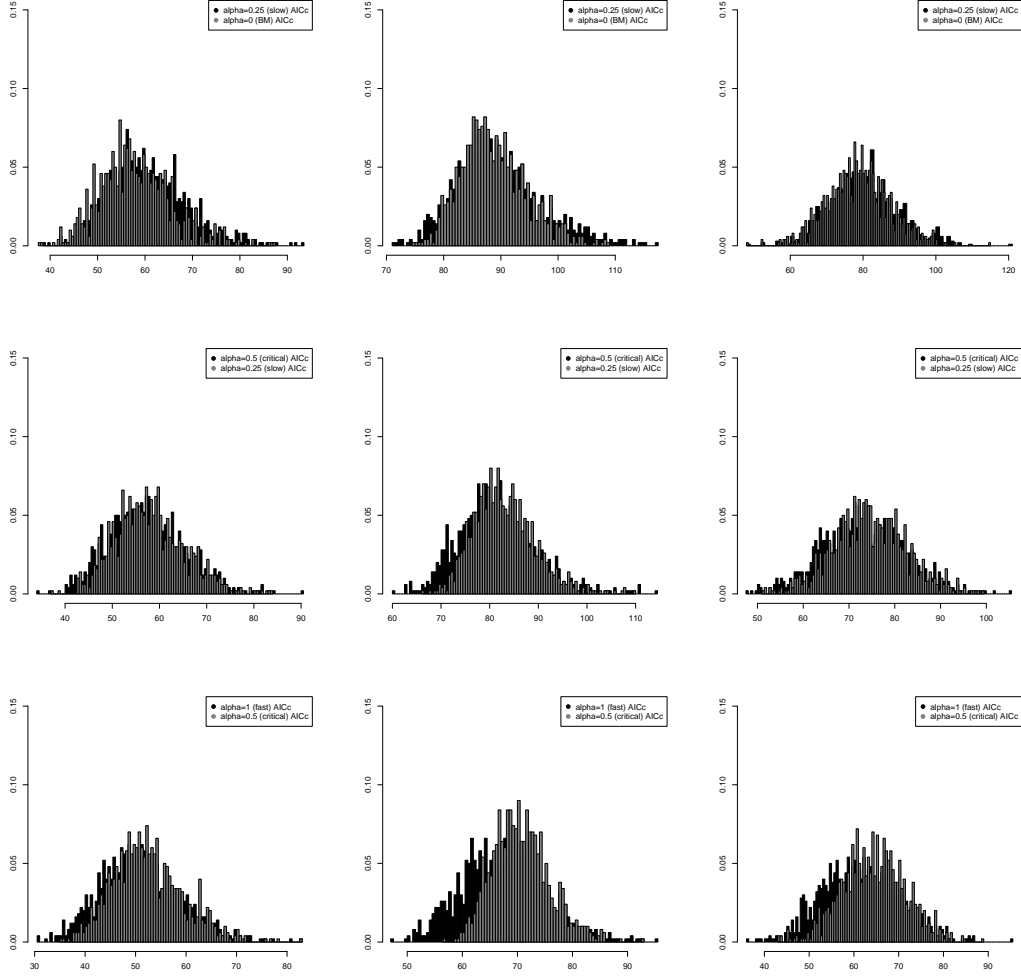 alpha=0.25 (slow) AICc
alpha=0 (BM) AICc
0.00 0.05 0.10 0.15
40 50 60 70 80 90
alpha=0.25 (slow) AICc
alpha=0 (BM) AICc
0.00 0.05 0.10 0.15
70 80 90 100 110
alpha=0.25 (slow) AICc
alpha=0 (BM) AICc
0.00 0.05 0.10 0.15
60 80 100 120
alpha=0.5 (critical) AICc
alpha=0.25 (slow) AICc
0.00 0.05 0.10 0.15
40 50 60 70 80 90
alpha=0.5 (critical) AICc
alpha=0.25 (slow) AICc
0.00 0.05 0.10 0.15
60 70 80 90 100 110
alpha=0.5 (critical) AICc
alpha=0.25 (slow) AICc
0.00 0.05 0.10 0.15
50 60 70 80 90 100
alpha=1 (fast) AICc
alpha=0.5 (critical) AICc
0.00 0.05 0.10 0.15
30 40 50 60 70 80
alpha=1 (fast) AICc
alpha=0.5 (critical) AICc
0.00 0.05 0.10 0.15
50 60 70 80 90
alpha=1 (fast) AICc
alpha=0.5 (critical) AICc
0.00 0.05 0.10 0.15
40 50 60 70 80 90